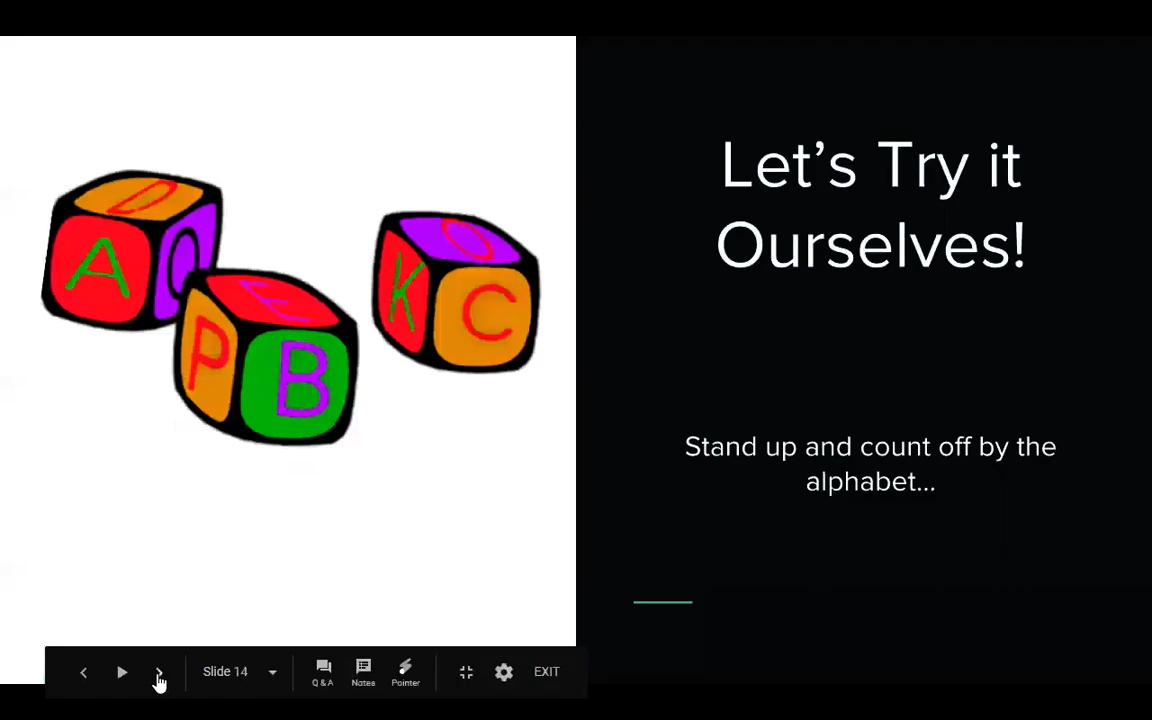 Let's Try it
Ourselves!
D
A
O
E
P
B
O
K
C
Stand up and count off by the
alphabet...
Slide 14
Q & A
Notes
Pointer
EXIT